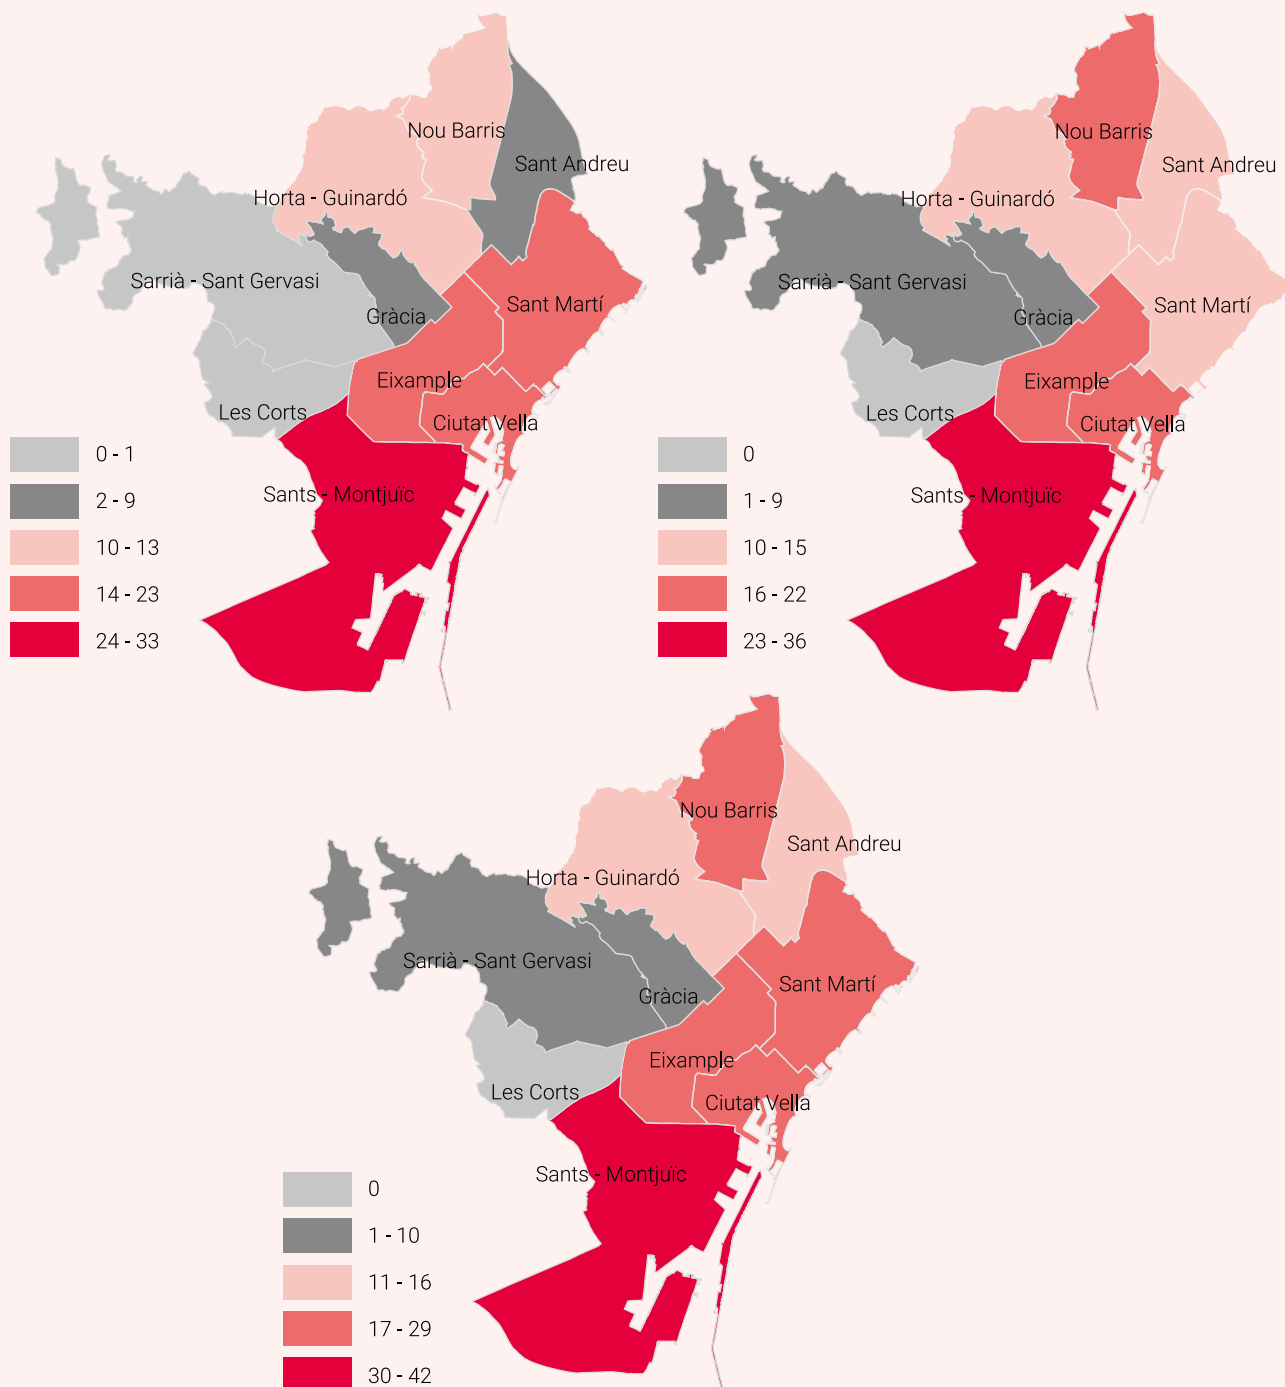 Nou Barris
Sant Andreu
Horta - Guinardó
Sarrià - Sant Gervasi
Sant Martí
Gràcia
Eixample
Les Corts
Ciutat Vella
Sants - Montjuïc
0 - 1
2 - 9
10 - 13
14 - 23
24 - 33
Nou Barris
Sant Andreu
Horta - Guinardó
Sarrià - Sant Gervasi
Sant Martí
Gràcia
Eixample
Les Corts
Ciutat Vella
Sants - Montjuïc
0
1 - 9
10 - 15
16 - 22
23 - 36
Nou Barris
Sant Andreu
Horta - Guinardó
Sarrià - Sant Gervasi
Sant Martí
Gràcia
Eixample
Les Corts
Ciutat Vella
Sants - Montjuïc
0
1 - 10
11 - 16
17 - 29
30 - 42